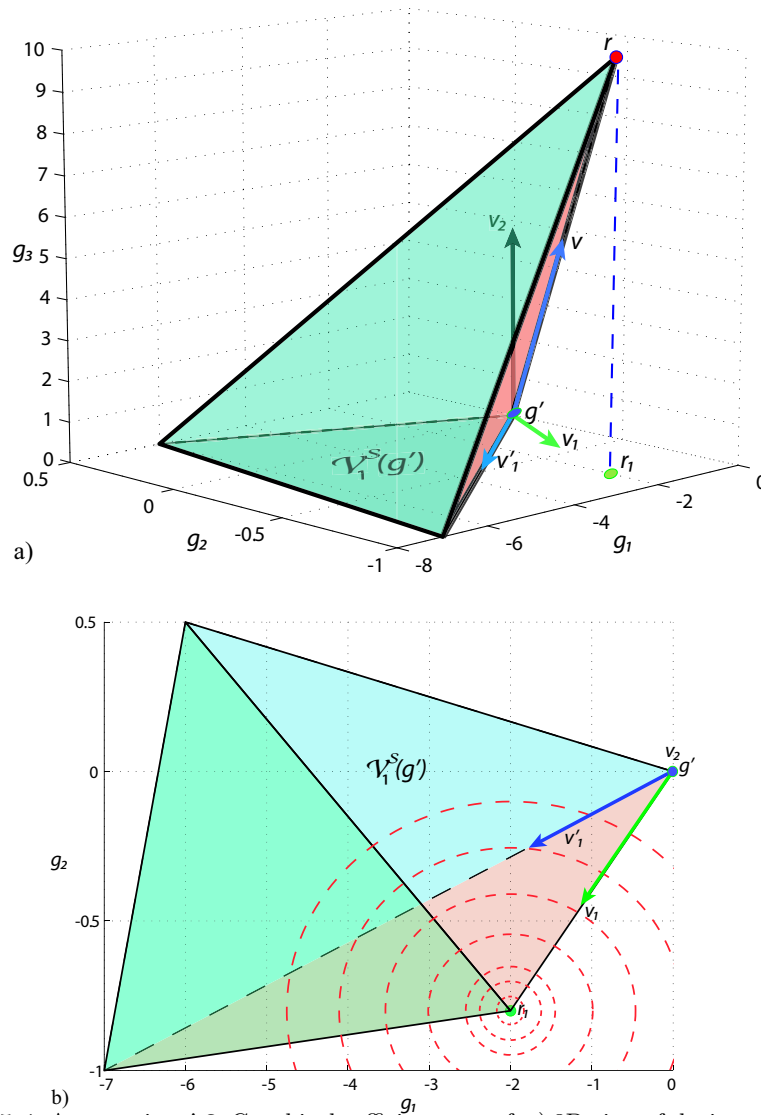 10
9
8
7
6
5
4
3
2
1
0
g₃
r
v₂
v
g′
v₁
v′₁
r₁
𝒱₁ˢ(g′)
0.5
0
-0.5
-1
g₂
-8
-6
-4
-2
0
g₁
a)
0.5
0
-0.5
-1
g₂
𝒱₁ˢ(g′)
v₂
g′
v′₁
v₁
r₁
-7
-6
-5
-4
-3
-2
-1
0
g₁
b)